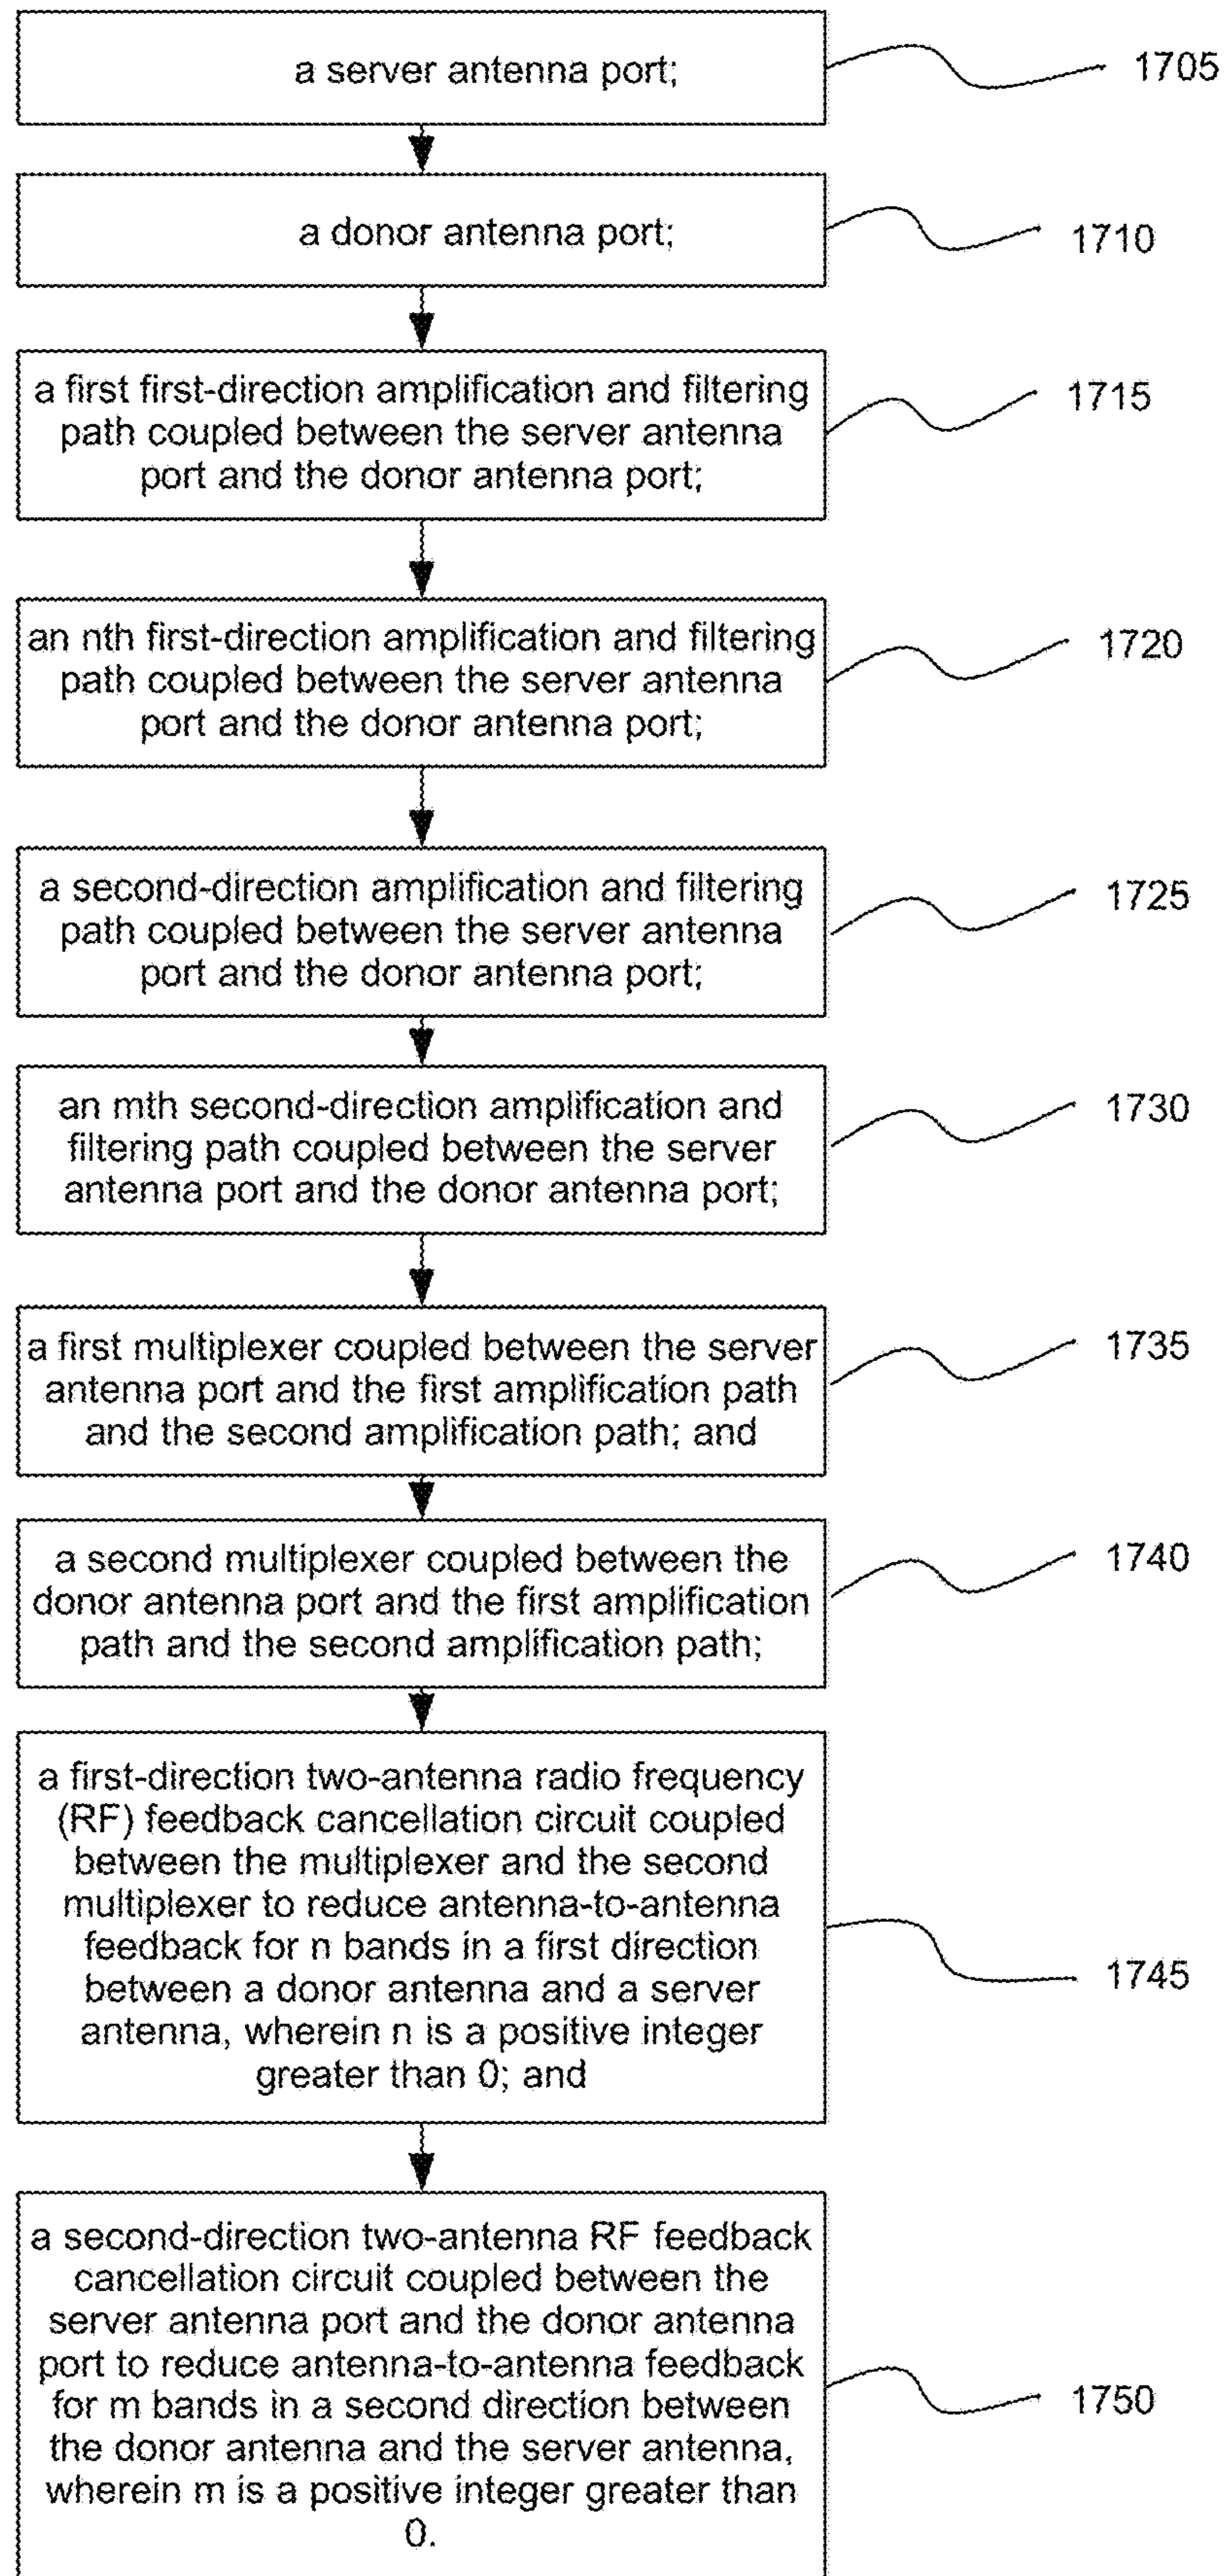 a server antenna port;
1705
a donor antenna port;
1710
a first first-direction amplification and filtering
path coupled between the server antenna
port and the donor antenna port;
1715
an nth first-direction amplification and filtering
path coupled between the server antenna
port and the donor antenna port;
1720
a second-direction amplification and filtering
path coupled between the server antenna
port and the donor antenna port;
1725
an mth second-direction amplification and
filtering path coupled between the server
antenna port and the donor antenna port;
1730
a first multiplexer coupled between the server
antenna port and the first amplification path
and the second amplification path; and
1735
a second multiplexer coupled between the
donor antenna port and the first amplification
path and the second amplification path;
1740
a first-direction two-antenna radio frequency
(RF) feedback cancellation circuit coupled
between the multiplexer and the second
multiplexer to reduce antenna-to-antenna
feedback for n bands in a first direction
between a donor antenna and a server
antenna, wherein n is a positive integer
greater than 0; and
1745
a second-direction two-antenna RF feedback
cancellation circuit coupled between the
server antenna port and the donor antenna
port to reduce antenna-to-antenna feedback
for m bands in a second direction between
the donor antenna and the server antenna,
wherein m is a positive integer greater than
0.
1750